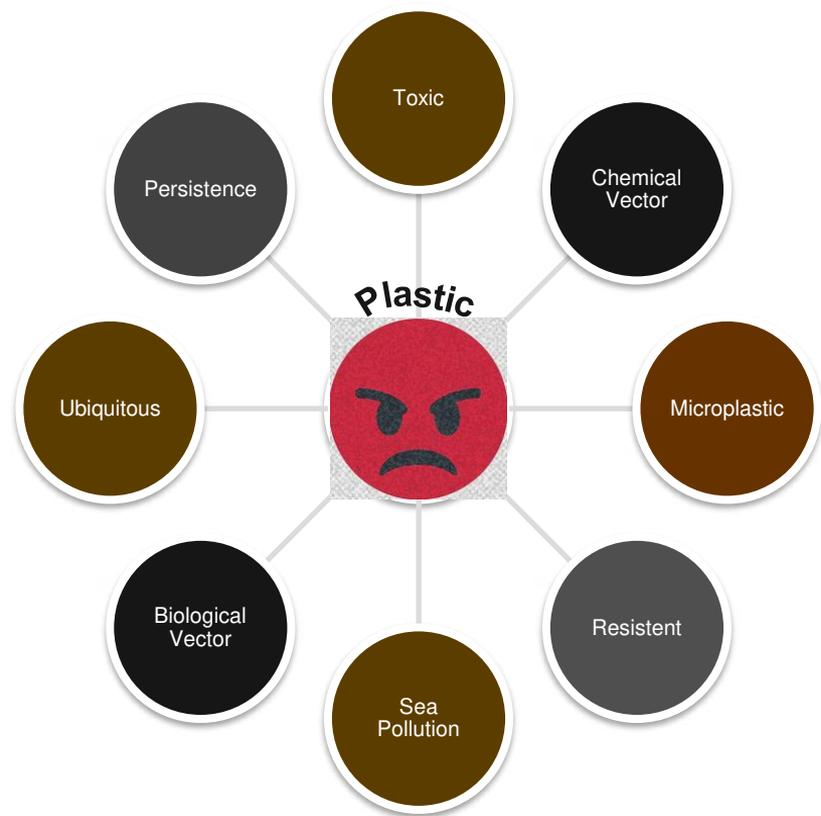 Toxic
Persistence
Chemical
Vector
Plastic
Ubiquitous
Microplastic
Biological
Vector
Resistent
Sea
Pollution